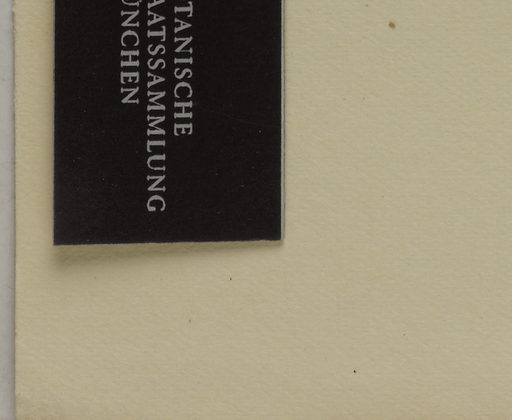 TANISCHE
AATSSAMMLUNG
ÜNCHEN